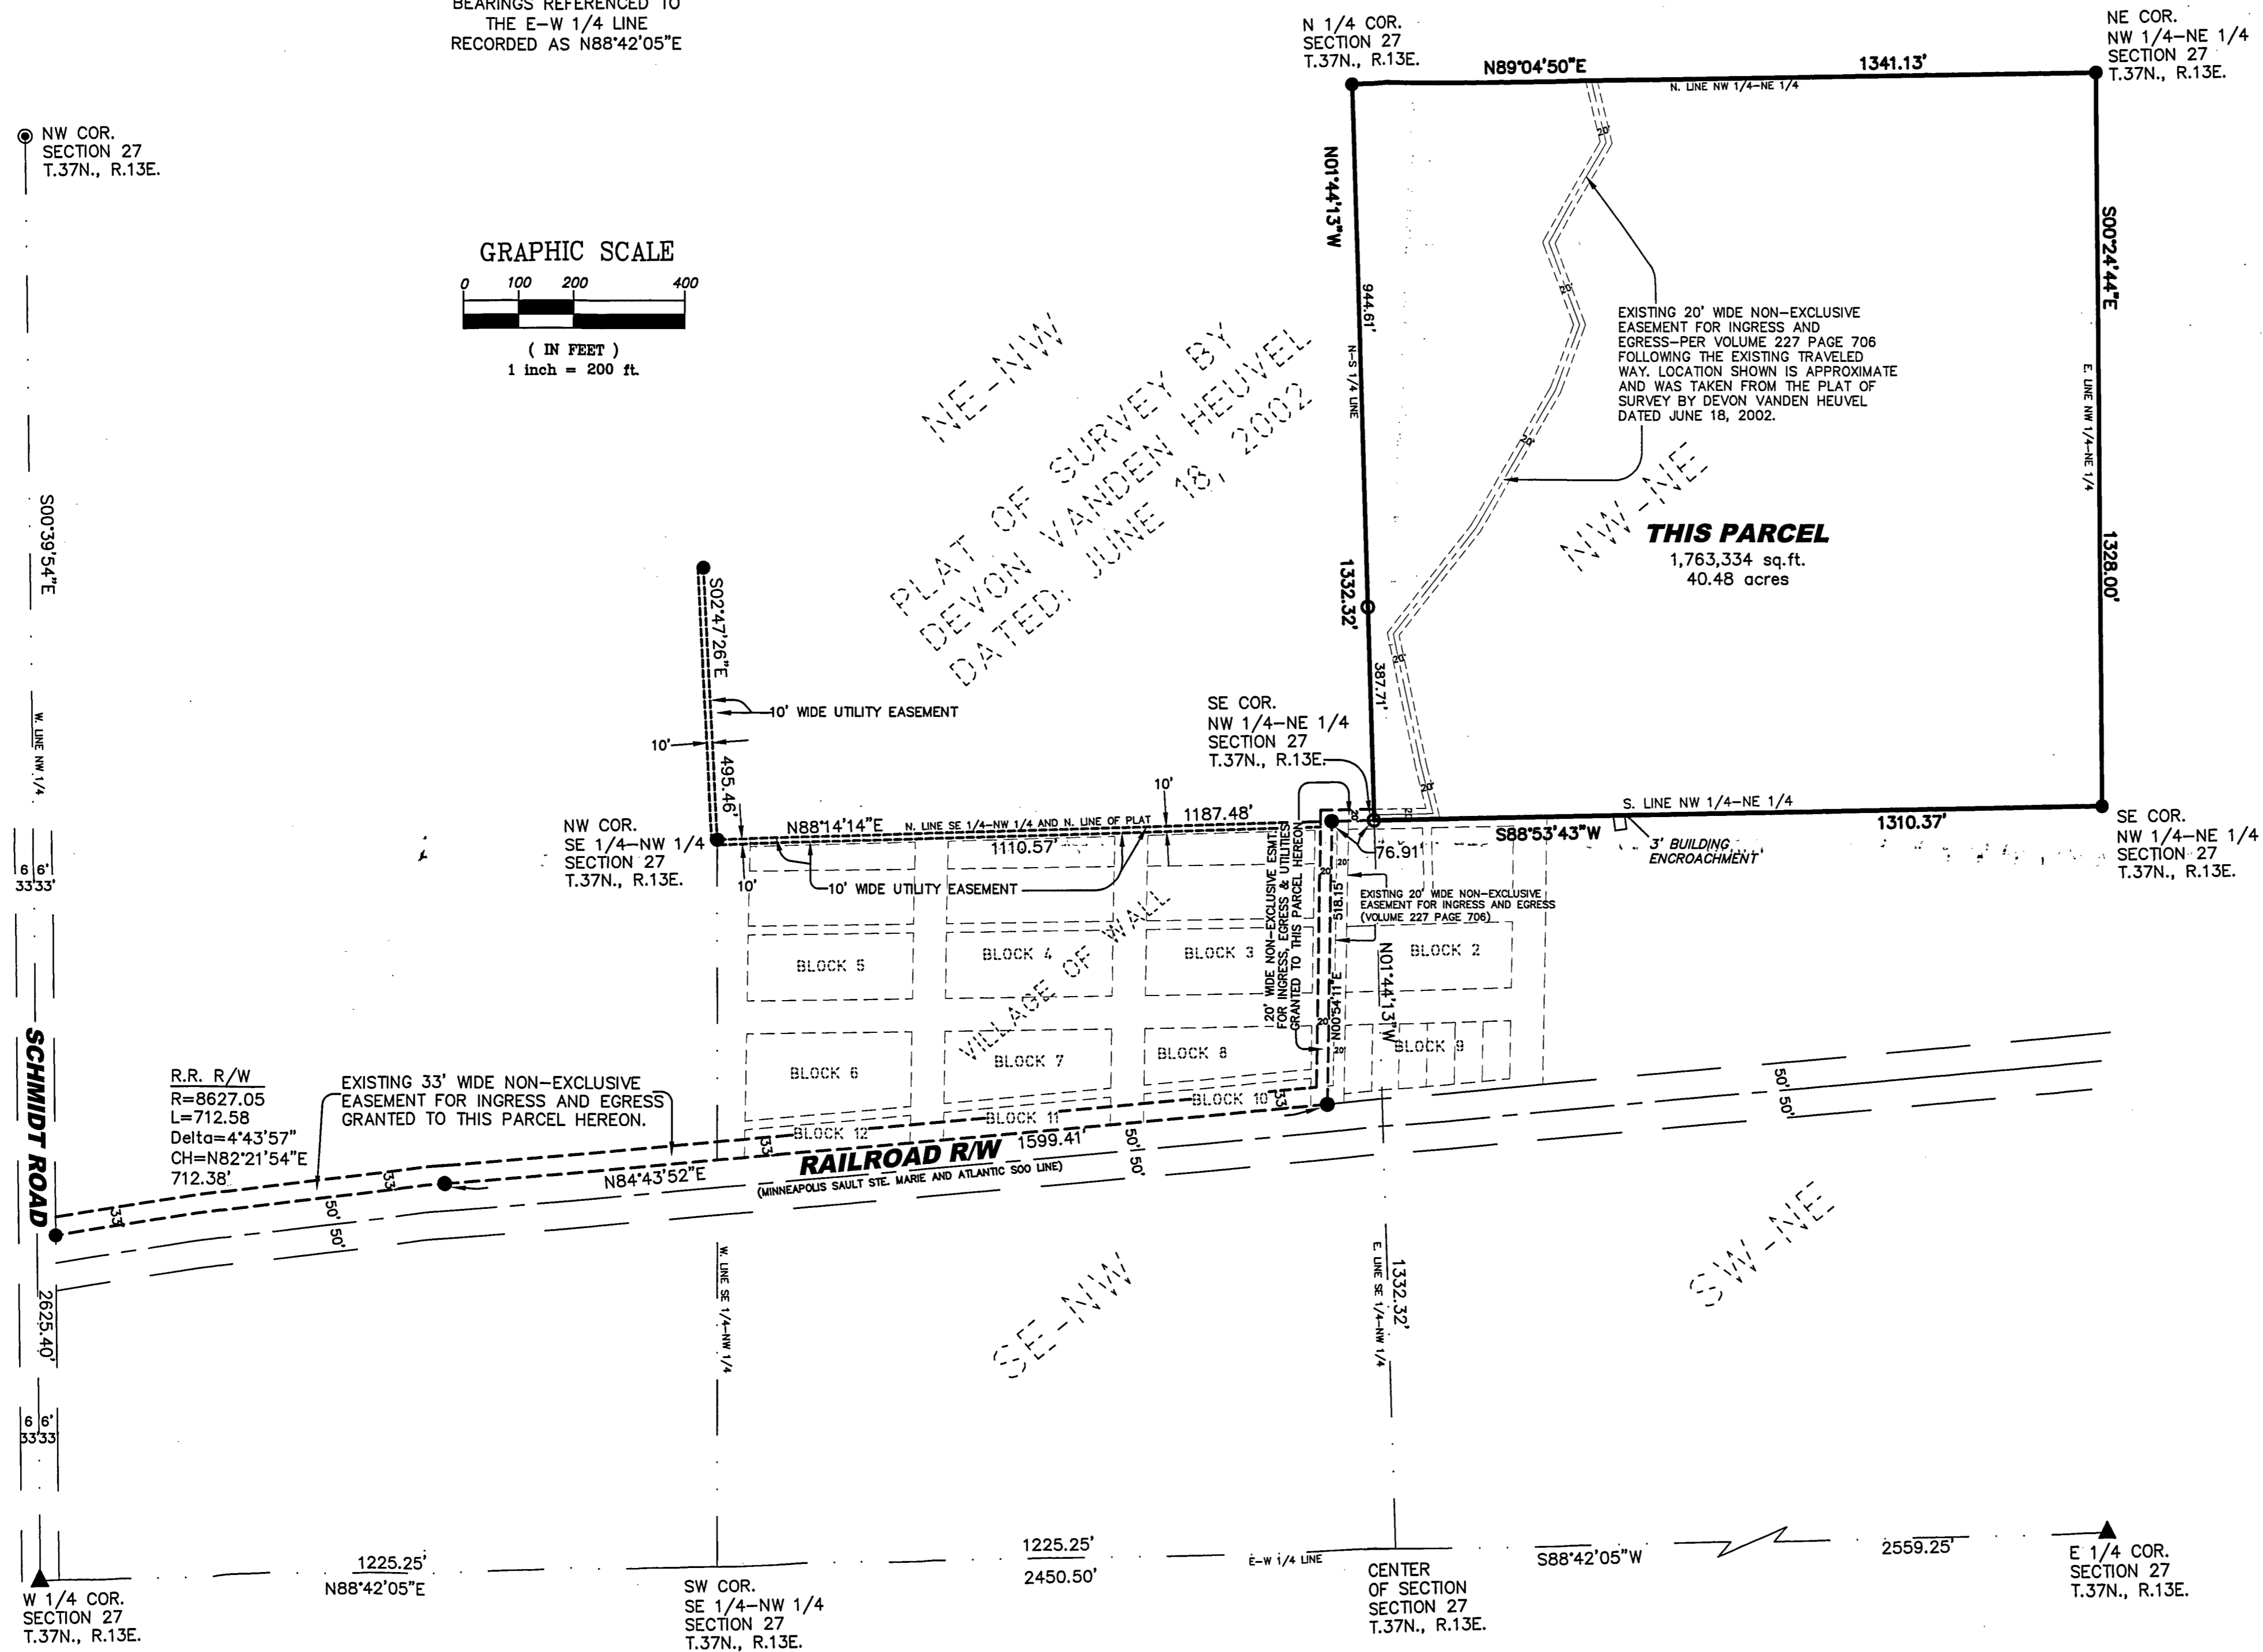 BEARINGS REFERENCED TO
THE E-W 1/4 LINE
RECORDED AS N88°42'05"E
N 1/4 COR.
SECTION 27
T.37N., R.13E.
NE COR.
NW 1/4-NE 1/4
SECTION 27
T.37N., R.13E.
N89°04'50"E
1341.13'
N. LINE NW 1/4-NE 1/4
NW COR.
SECTION 27
T.37N., R.13E.
GRAPHIC SCALE
0 100 200 400
( IN FEET )
1 inch = 200 ft.
N01°44'13"W
944.61'
N-S 1/4 LINE
1332.32'
387.71'
S00°24'44"E
E. LINE NW 1/4-NE 1/4
1328.00'
20'
20'
20'
20'
20'
EXISTING 20' WIDE NON-EXCLUSIVE
EASEMENT FOR INGRESS AND
EGRESS-PER VOLUME 227 PAGE 706
FOLLOWING THE EXISTING TRAVELED
WAY. LOCATION SHOWN IS APPROXIMATE
AND WAS TAKEN FROM THE PLAT OF
SURVEY BY DEVON VANDEN HEUVEL
DATED JUNE 18, 2002.
NE-NW
PLAT OF SURVEY BY
DEVON VANDEN HEUVEL
DATED: JUNE 18, 2002
NW-NE
THIS PARCEL
1,763,334 sq.ft.
40.48 acres
S00°39'54"E
W. LINE NW 1/4
S02°47'26"E
10' WIDE UTILITY EASEMENT
10'
495.46'
SE COR.
NW 1/4-NE 1/4
SECTION 27
T.37N., R.13E.
10'
NW COR.
SE 1/4-NW 1/4
SECTION 27
T.37N., R.13E.
N88°14'14"E
N. LINE SE 1/4-NW 1/4 AND N. LINE OF PLAT
1187.48'
1110.57'
10'
10' WIDE UTILITY EASEMENT
76.91'
20'
20'
S. LINE NW 1/4-NE 1/4
S88°53'43"W
1310.37'
3' BUILDING
ENCROACHMENT
SE COR.
NW 1/4-NE 1/4
SECTION 27
T.37N., R.13E.
20' WIDE NON-EXCLUSIVE ESMT.
FOR INGRESS, EGRESS & UTILITIES
GRANTED TO THIS PARCEL HEREON
20'
20'
518.15'
N00°54'11"E
20'
20'
EXISTING 20' WIDE NON-EXCLUSIVE
EASEMENT FOR INGRESS AND EGRESS
(VOLUME 227 PAGE 706)
N01°44'13"W
BLOCK 5
BLOCK 4
BLOCK 3
BLOCK 2
VILLAGE OF WALL
BLOCK 6
BLOCK 7
BLOCK 8
BLOCK 9
BLOCK 12
BLOCK 11
BLOCK 10
6 6'
33'33'
SCHMIDT ROAD
R.R. R/W
R=8627.05
L=712.58
Delta=4°43'57"
CH=N82°21'54"E
712.38'
EXISTING 33' WIDE NON-EXCLUSIVE
EASEMENT FOR INGRESS AND EGRESS
GRANTED TO THIS PARCEL HEREON.
33'
33'
33'
33'
1599.41'
N84°43'52"E
RAILROAD R/W
(MINNEAPOLIS SAULT STE. MARIE AND ATLANTIC SOO LINE)
50' 50'
50' 50'
50' 50'
2625.40'
W. LINE SE 1/4-NW 1/4
SE-NW
SW-NE
1332.32'
E. LINE SE 1/4-NW 1/4
6 6'
33'33'
1225.25'
N88°42'05"E
1225.25'
2450.50'
E-W 1/4 LINE
S88°42'05"W
2559.25'
W 1/4 COR.
SECTION 27
T.37N., R.13E.
SW COR.
SE 1/4-NW 1/4
SECTION 27
T.37N., R.13E.
CENTER
OF SECTION
SECTION 27
T.37N., R.13E.
E 1/4 COR.
SECTION 27
T.37N., R.13E.